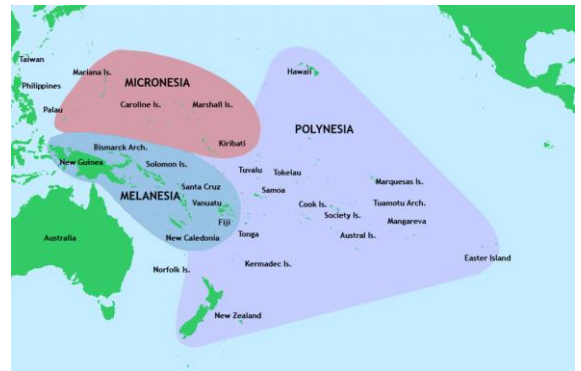 Taiwan
Mariana Is.
MICRONESIA
Hawaii
Philippines
Palau
Caroline Is.
Marshall Is.
POLYNESIA
Kiribati
Bismarck Arch.
New Guinea
Solomon Is.
Tuvalu
Tokelau
Santa Cruz
Samoa
Marquesas Is.
MELANESIA
Vanuatu
Cook Is.
Tuamotu Arch.
Society Is.
Fiji
Mangareva
Australia
New Caledonia
Tonga
Austral Is.
Norfolk Is.
Kermadec Is.
Easter Island
New Zealand